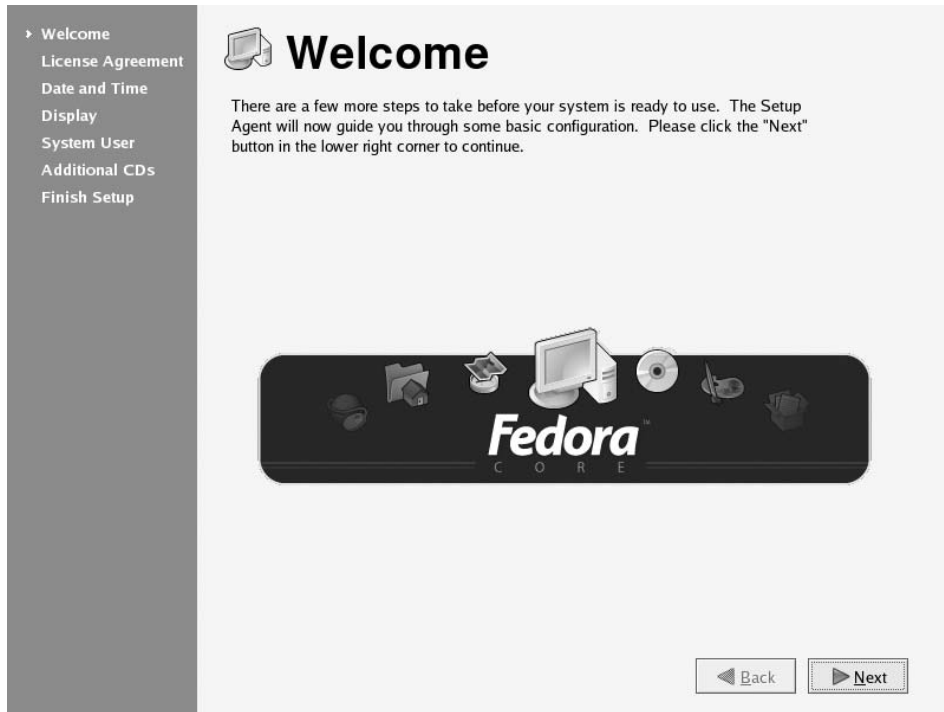 Welcome
License Agreement
Date and Time
Display
System User
Additional CDs
Finish Setup
Welcome
There are a few more steps to take before your system is ready to use.  The Setup
Agent will now guide you through some basic configuration.  Please click the "Next"
button in the lower right corner to continue.
Fedora™
CORE
Back
Next